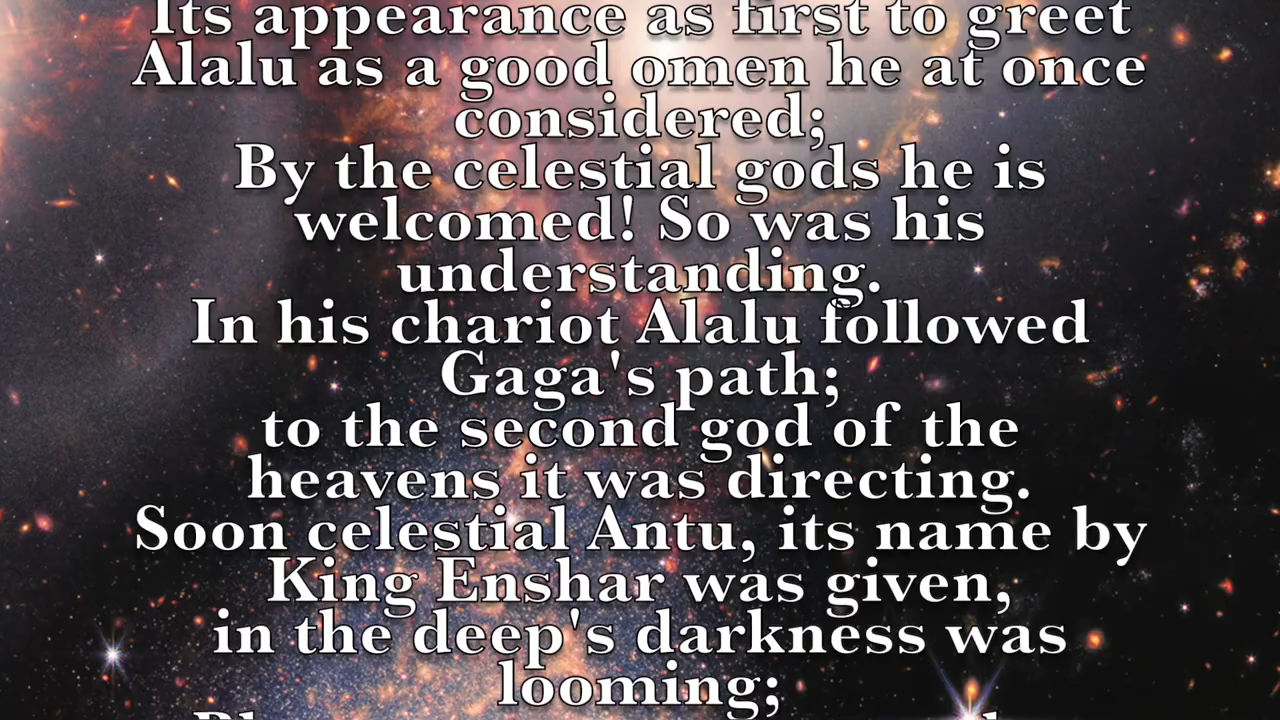 Its appearance as first to greet
Alalu as a good omen he at once
considered;
By the celestial gods he is
welcomed! So was his
understanding.
In his chariot Alalu followed
Gaga's path;
to the second god of the
heavens it was directing.
Soon celestial Antu, its name by
King Enshar was given,
in the deep's darkness was
looming;